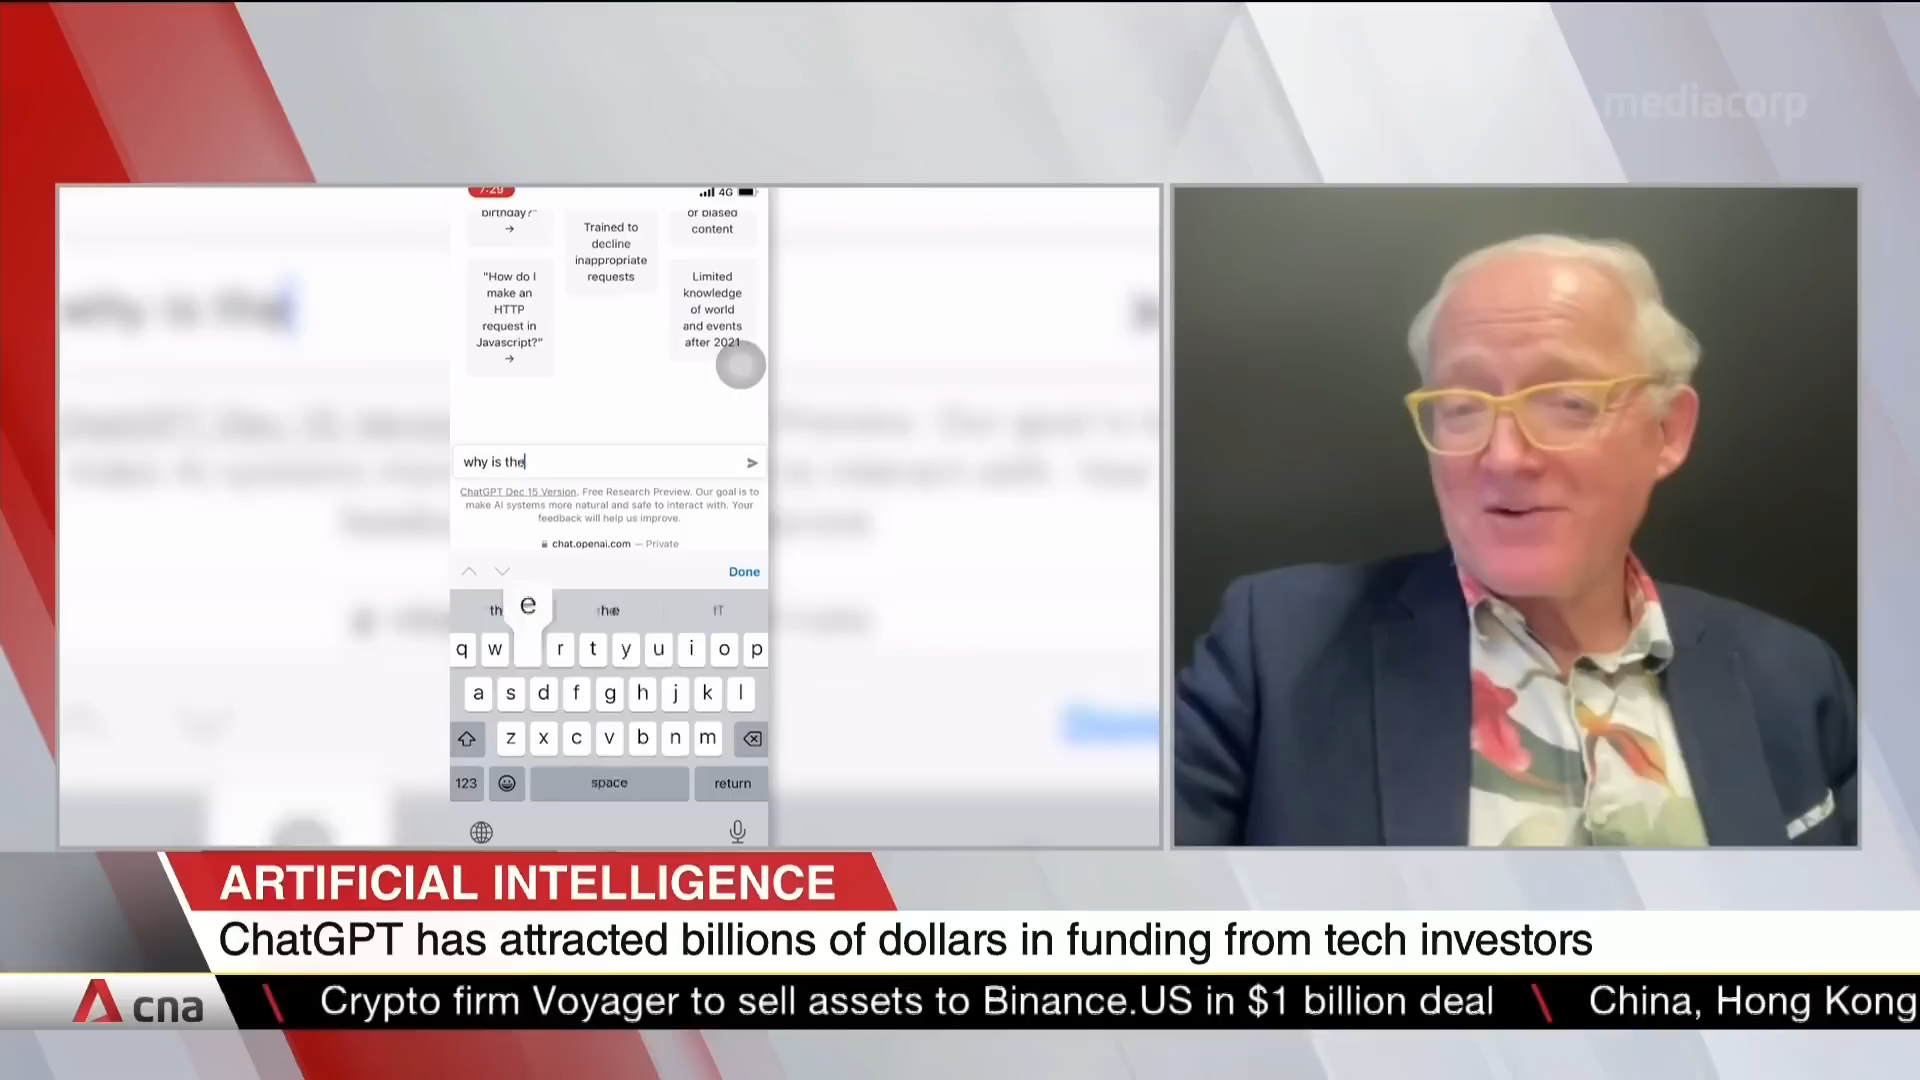 mediacorp
7:29
4G
birthday?"
→
"How do I
make an
HTTP
request in
Javascript?"
→
Trained to
decline
inappropriate
requests
or biased
content
Limited
knowledge
of world
and events
after 2021
why is the
why is the
ChatGPT Dec 15 Version. Free Research Preview. Our goal is to
make AI systems more natural and safe to interact with. Your
feedback will help us improve.
chat.openai.com — Private
Done
e
q w r t y u i o p
a s d f g h j k l
z x c v b n m
123 space return
ARTIFICIAL INTELLIGENCE
ChatGPT has attracted billions of dollars in funding from tech investors
cna \ Crypto firm Voyager to sell assets to Binance.US in $1 billion deal \ China, Hong Kong